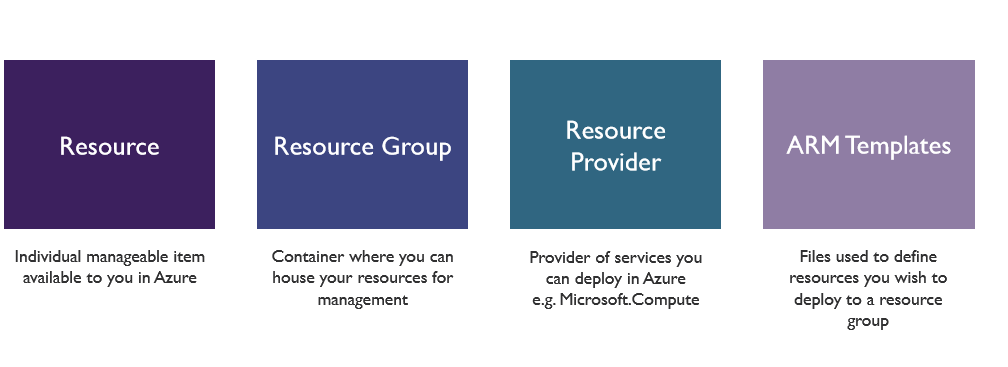 Resource
Individual manageable item
available to you in Azure
Resource Group
Container where you can
house your resources for
management
Resource
Provider
Provider of services you
can deploy in Azure
e.g. Microsoft.Compute
ARM Templates
Files used to define
resources you wish to
deploy to a resource
group